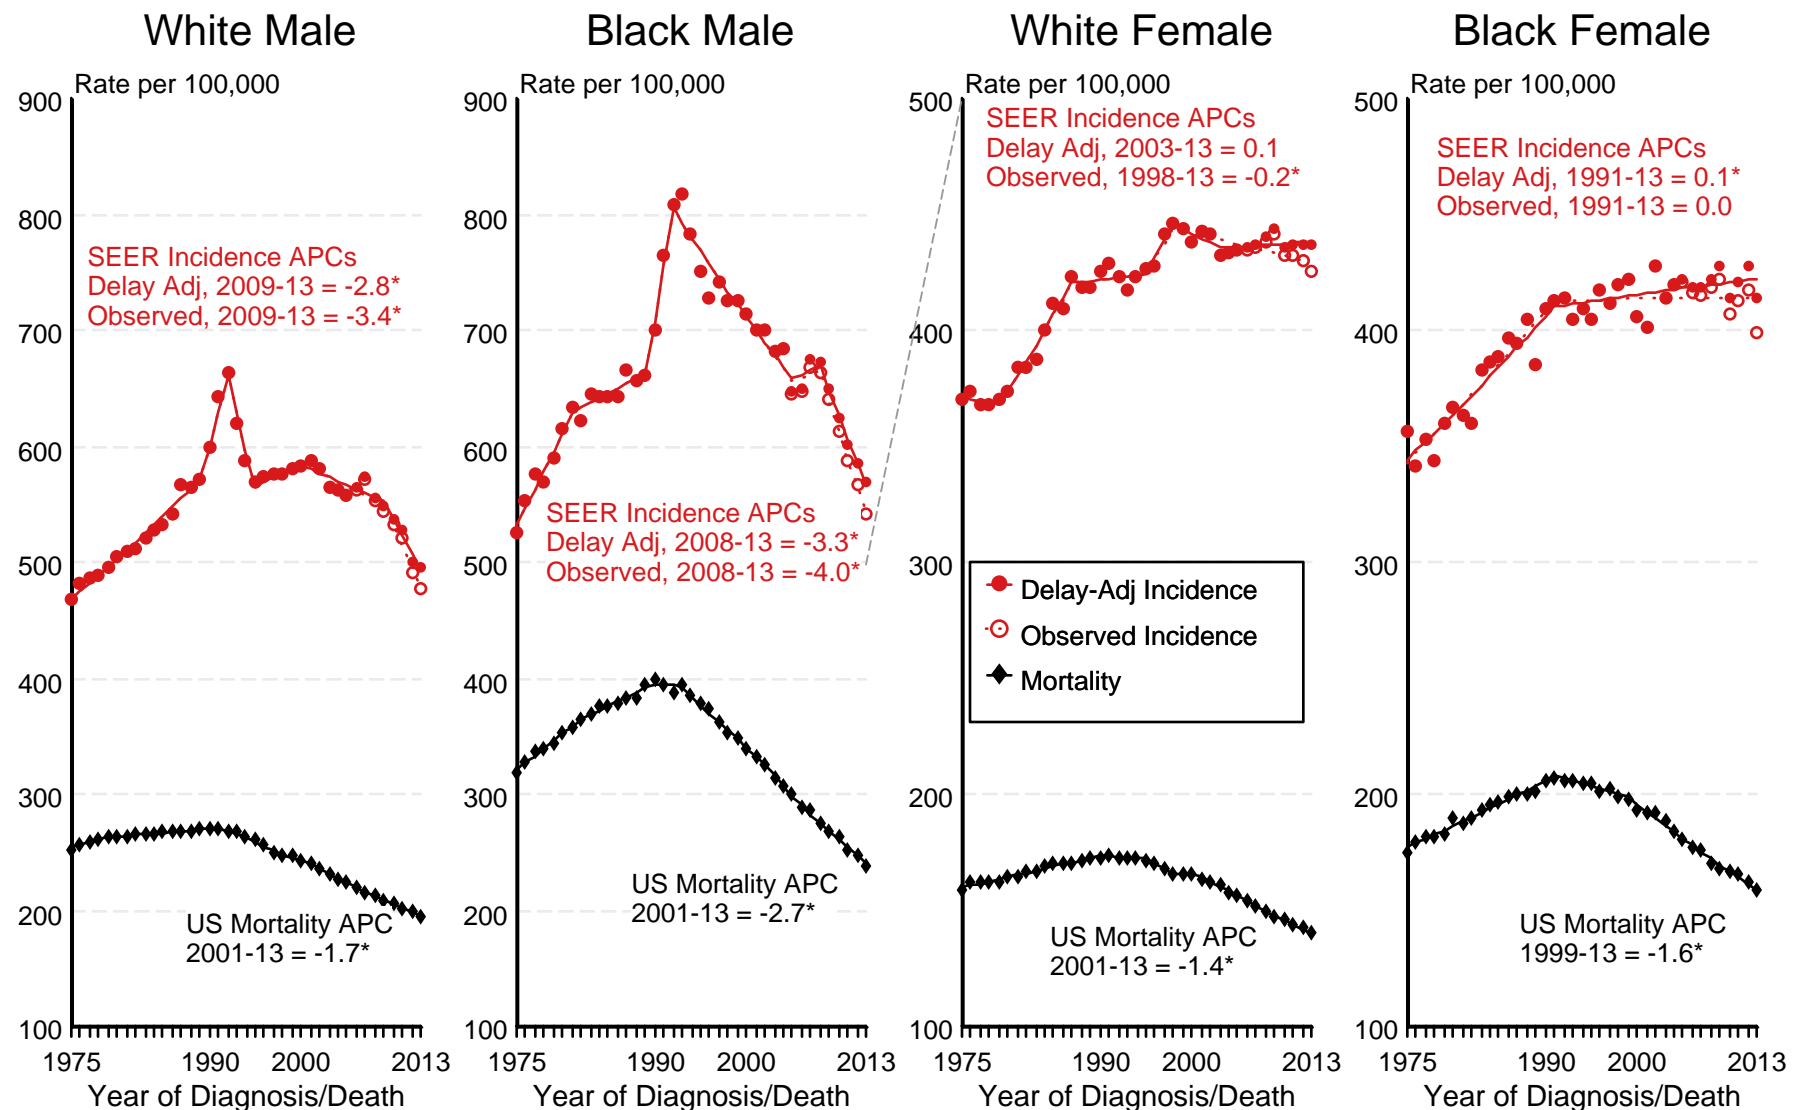 White Male
Rate per 100,000
900
800
700
600
500
400
300
200
100
SEER Incidence APCs
Delay Adj, 2009-13 = -2.8*
Observed, 2009-13 = -3.4*
US Mortality APC
2001-13 = -1.7*
1975 1990 2000 2013
Year of Diagnosis/Death
Black Male
Rate per 100,000
900
800
700
600
500
400
300
200
100
SEER Incidence APCs
Delay Adj, 2008-13 = -3.3*
Observed, 2008-13 = -4.0*
US Mortality APC
2001-13 = -2.7*
1975 1990 2000 2013
Year of Diagnosis/Death
White Female
Rate per 100,000
500
400
300
200
100
SEER Incidence APCs
Delay Adj, 2003-13 = 0.1
Observed, 1998-13 = -0.2*
Delay-Adj Incidence
Observed Incidence
Mortality
US Mortality APC
2001-13 = -1.4*
1975 1990 2000 2013
Year of Diagnosis/Death
Black Female
Rate per 100,000
500
400
300
200
100
SEER Incidence APCs
Delay Adj, 1991-13 = 0.1*
Observed, 1991-13 = 0.0
US Mortality APC
1999-13 = -1.6*
1975 1990 2000 2013
Year of Diagnosis/Death